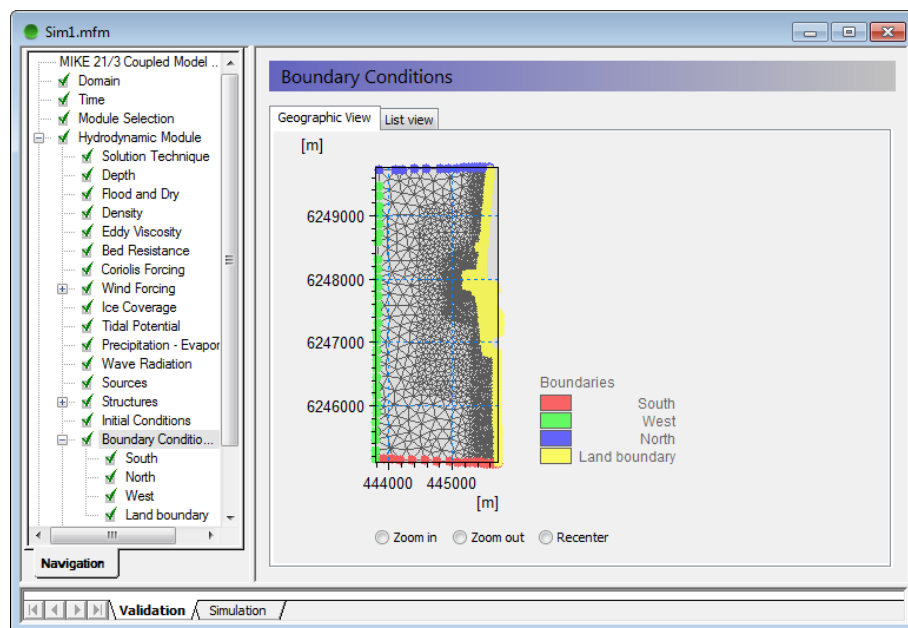 Sim1.mfm
MIKE 21/3 Coupled Model ..
Domain
Time
Module Selection
Hydrodynamic Module
Solution Technique
Depth
Flood and Dry
Density
Eddy Viscosity
Bed Resistance
Coriolis Forcing
Wind Forcing
Ice Coverage
Tidal Potential
Precipitation - Evapor
Wave Radiation
Sources
Structures
Initial Conditions
Boundary Conditio...
South
North
West
Land boundary
Navigation
Boundary Conditions
Geographic View
List view
[m]
6249000
6248000
6247000
6246000
444000 445000
[m]
Boundaries
South
West
North
Land boundary
Zoom in Zoom out Recenter
Validation Simulation